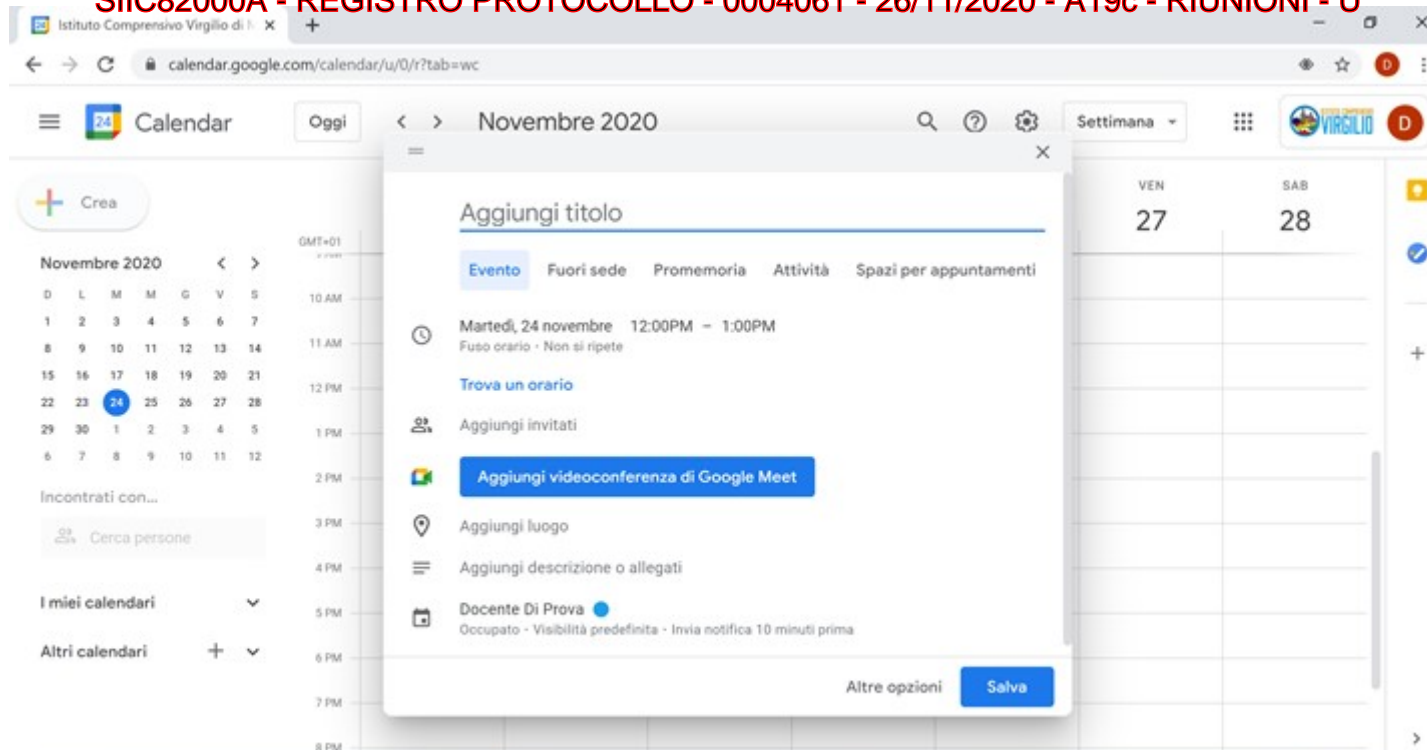 SIIC82000A - REGISTRO PROTOCOLLO - 0004061 - 26/11/2020 - A19c - RIUNIONI - U
Istituto Comprensivo Virgilio di
calendar.google.com/calendar/u/0/r?tab=wc
D
24 Calendar Oggi Novembre 2020 Settimana VIRGILIO D
Crea
Novembre 2020
D L M M G V S
1 2 3 4 5 6 7
8 9 10 11 12 13 14
15 16 17 18 19 20 21
22 23 24 25 26 27 28
29 30 1 2 3 4 5
6 7 8 9 10 11 12
Incontrati con...
Cerca persone
I miei calendari
Altri calendari
GMT+01
10 AM
11 AM
12 PM
1 PM
2 PM
3 PM
4 PM
5 PM
6 PM
7 PM
8 PM
Aggiungi titolo
Evento Fuori sede Promemoria Attività Spazi per appuntamenti
Martedì, 24 novembre 12:00PM – 1:00PM
Fuso orario - Non si ripete
Trova un orario
Aggiungi invitati
Aggiungi videoconferenza di Google Meet
Aggiungi luogo
Aggiungi descrizione o allegati
Docente Di Prova
Occupato - Visibilità predefinita - Invia notifica 10 minuti prima
Altre opzioni Salva
VEN SAB
27 28